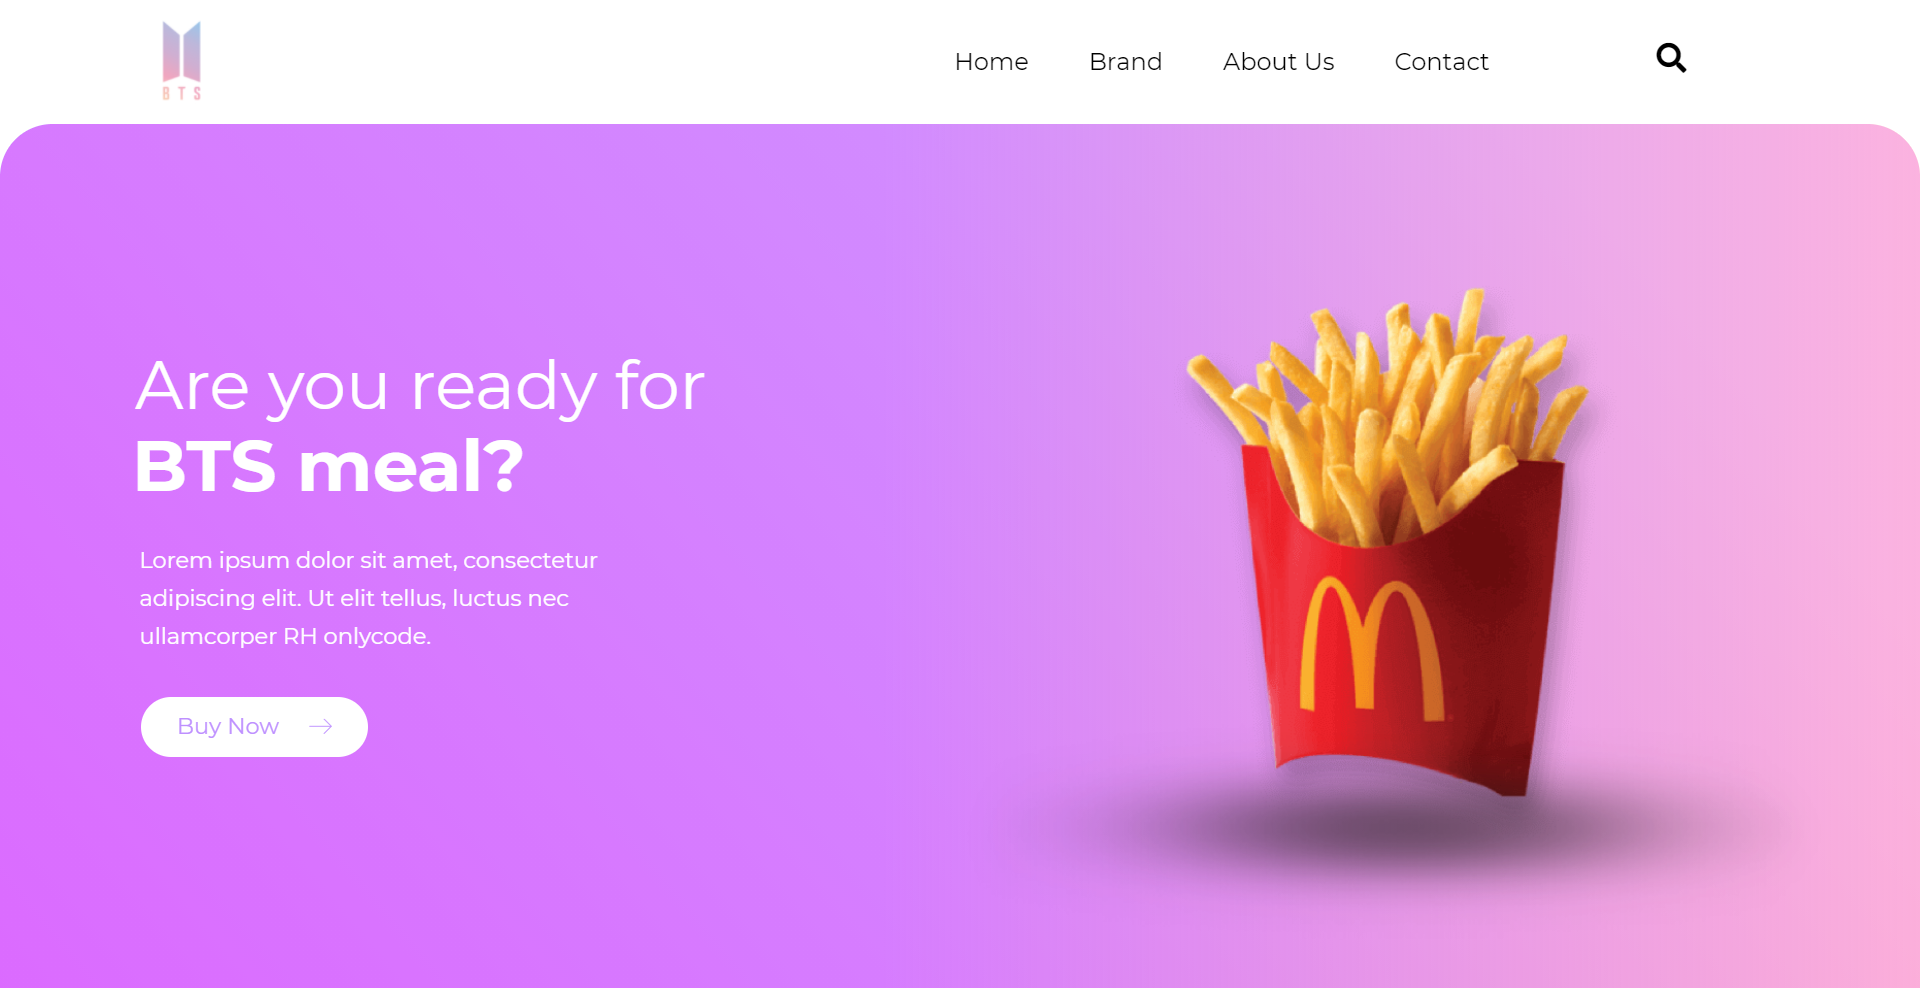 BTS
Home
Brand
About Us
Contact
Are you ready for
BTS meal?
Lorem ipsum dolor sit amet, consectetur
adipiscing elit. Ut elit tellus, luctus nec
ullamcorper RH onlycode.
Buy Now